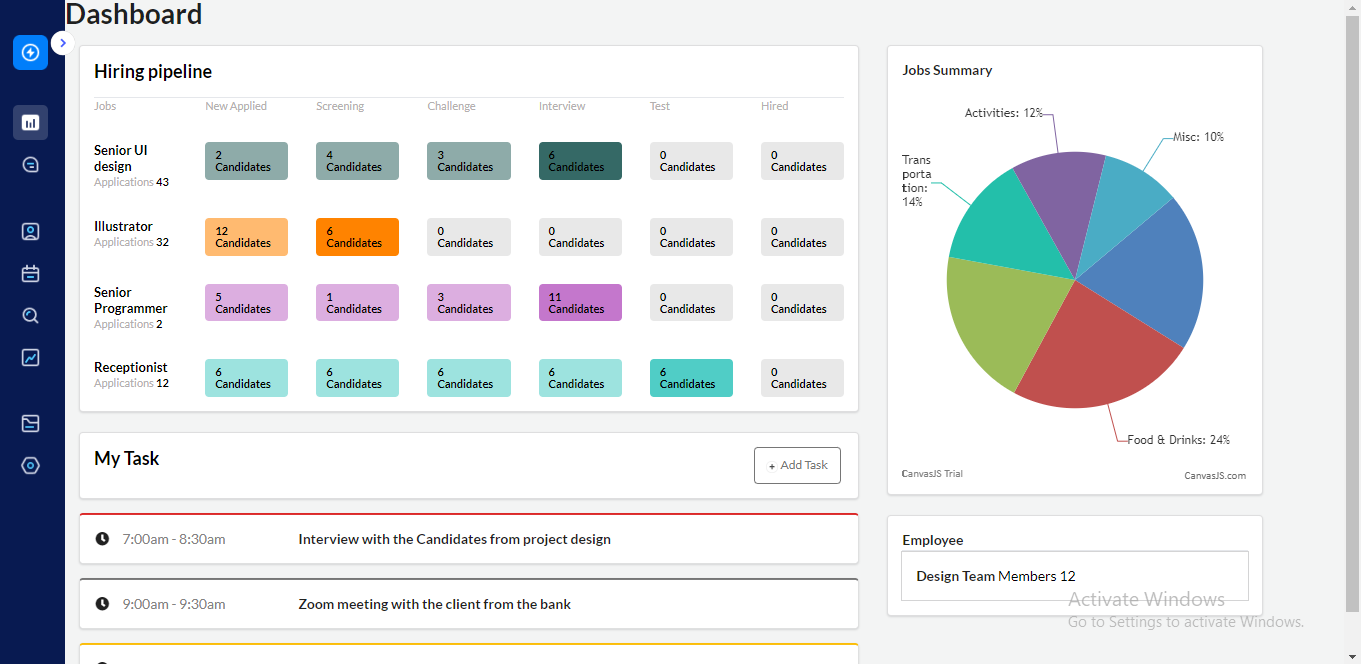 Dashboard
Hiring pipeline
Jobs New Applied Screening Challenge Interview Test Hired
Senior UI
design
Applications 43
2
Candidates
4
Candidates
3
Candidates
6
Candidates
0
Candidates
0
Candidates
Illustrator
Applications 32
12
Candidates
6
Candidates
0
Candidates
0
Candidates
0
Candidates
0
Candidates
Senior
Programmer
Applications 2
5
Candidates
1
Candidates
3
Candidates
11
Candidates
0
Candidates
0
Candidates
Receptionist
Applications 12
6
Candidates
6
Candidates
6
Candidates
6
Candidates
6
Candidates
0
Candidates
My Task
+ Add Task
7:00am - 8:30am Interview with the Candidates from project design
9:00am - 9:30am Zoom meeting with the client from the bank
Jobs Summary
Activities: 12%
Misc: 10%
Trans
porta
tion:
14%
Food & Drinks: 24%
CanvasJS Trial
CanvasJS.com
Employee
Design Team Members 12
Activate Windows
Go to Settings to activate Windows.